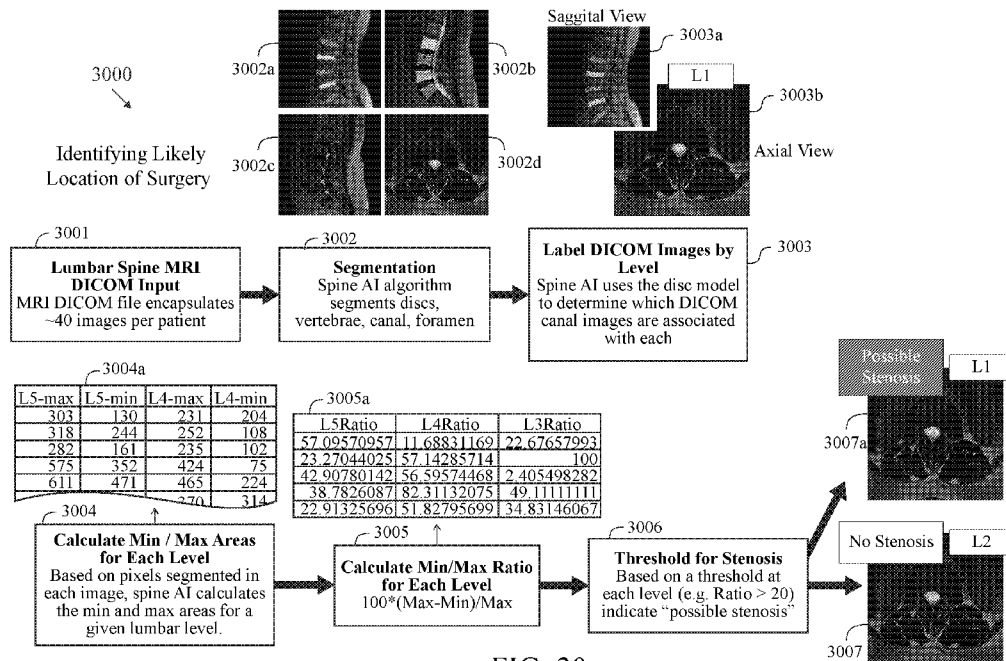 Saggital View
3003a
3002a
3002b
L1
3000
3003b
Identifying Likely
Location of Surgery
3002c
3002d
Axial View
3001
Lumbar Spine MRI
DICOM Input
MRI DICOM file encapsulates
~40 images per patient
3002
Segmentation
Spine AI algorithm
segments discs,
vertebrae, canal, foramen
3003
Label DICOM Images by
Level
Spine AI uses the disc model
to determine which DICOM
canal images are associated
with each
3004a
L5-max L5-min L4-max L4-min
303 130 231 204
318 244 252 108
282 161 235 102
575 352 424 75
611 471 465 224
370 314
3005a
L5Ratio L4Ratio L3Ratio
57.09570957 11.68831169 22.67657993
23.27044025 57.14285714 100
42.90780142 56.59574468 2.405498282
38.7826087 82.31132075 49.11111111
22.91325696 51.82795699 34.83146067
Possible
Stenosis
L1
3007a
3004
Calculate Min / Max Areas
for Each Level
Based on pixels segmented in
each image, spine AI calculates
the min and max areas for a
given lumbar level.
3005
Calculate Min/Max Ratio
for Each Level
100*(Max-Min)/Max
3006
Threshold for Stenosis
Based on a threshold at
each level (e.g. Ratio > 20)
indicate “possible stenosis”
No Stenosis
L2
3007